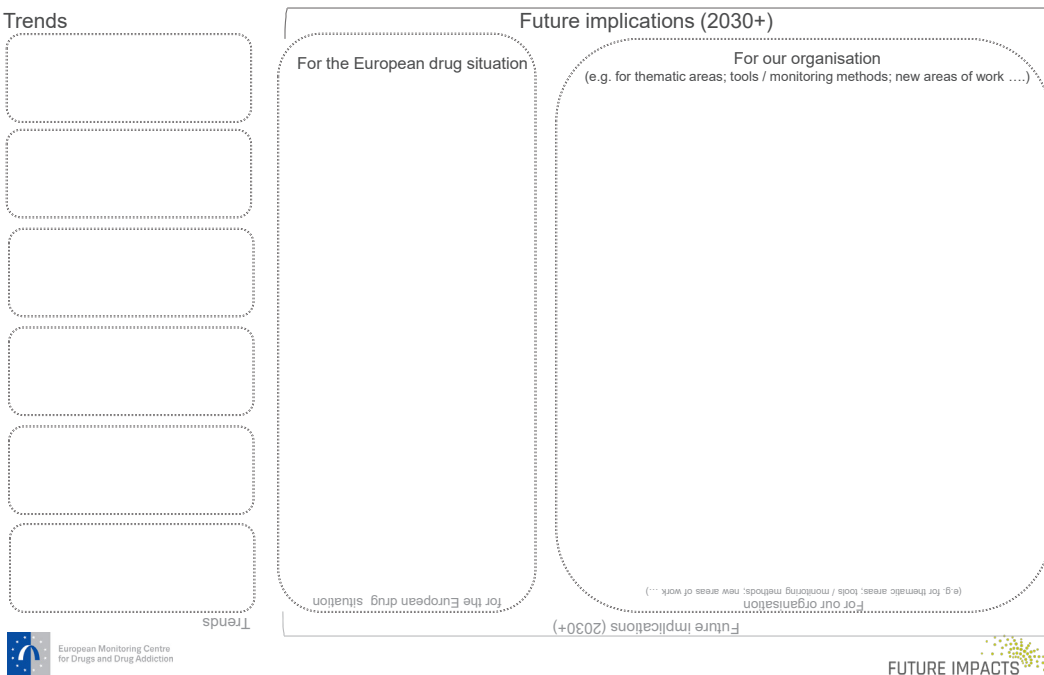 Trends
Future implications (2030+)
For the European drug situation
For our organisation
(e.g. for thematic areas; tools / monitoring methods; new areas of work ….)
(e.g. for thematic areas; tools / monitoring methods; new areas of work …)
For our organisation
for the European drug situation
Trends
Future implications (2030+)
European Monitoring Centre
for Drugs and Drug Addiction
FUTURE IMPACTS